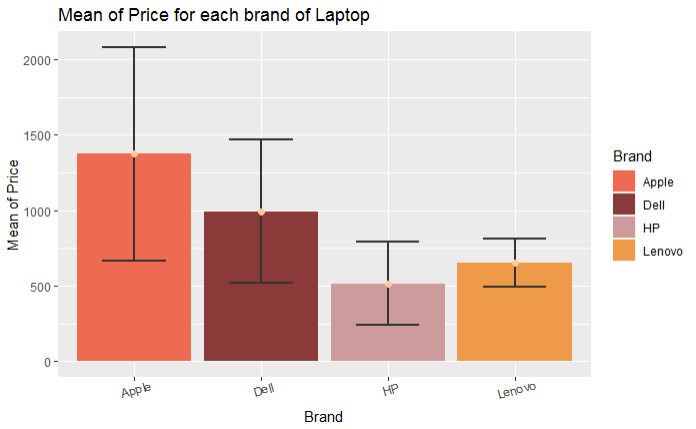 Mean of Price for each brand of Laptop
Mean of Price
2000
1500
1000
500
0
Apple
Dell
HP
Lenovo
Brand
Brand
Apple
Dell
HP
Lenovo